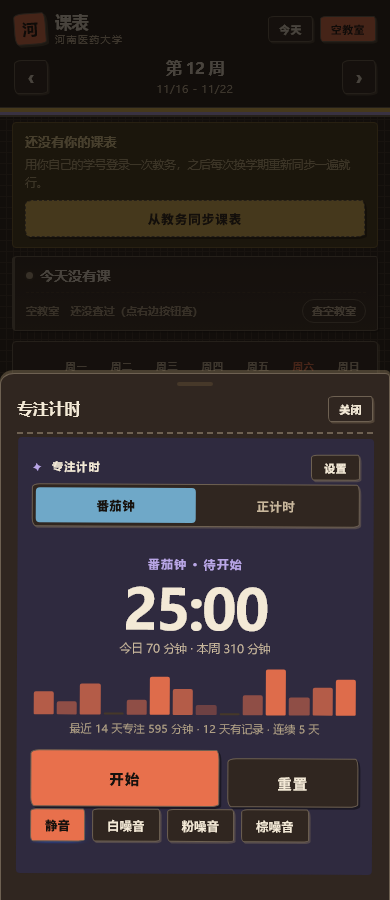 河
课表
河南医药大学
今天
空教室
‹
第 12 周
11/16 - 11/22
›
还没有你的课表
用你自己的学号登录一次教务，之后每次换学期重新同步一遍就
行。
从教务同步课表
今天没有课
空教室 还没查过（点右边按钮查）
查空教室
周一 周二 周三 周四 周五 周六 周日
专注计时
关闭
专注计时
设置
番茄钟
正计时
番茄钟 · 待开始
25:00
今日 70 分钟 · 本周 310 分钟
最近 14 天专注 595 分钟 · 12 天有记录 · 连续 5 天
开始
重置
静音
白噪音
粉噪音
棕噪音